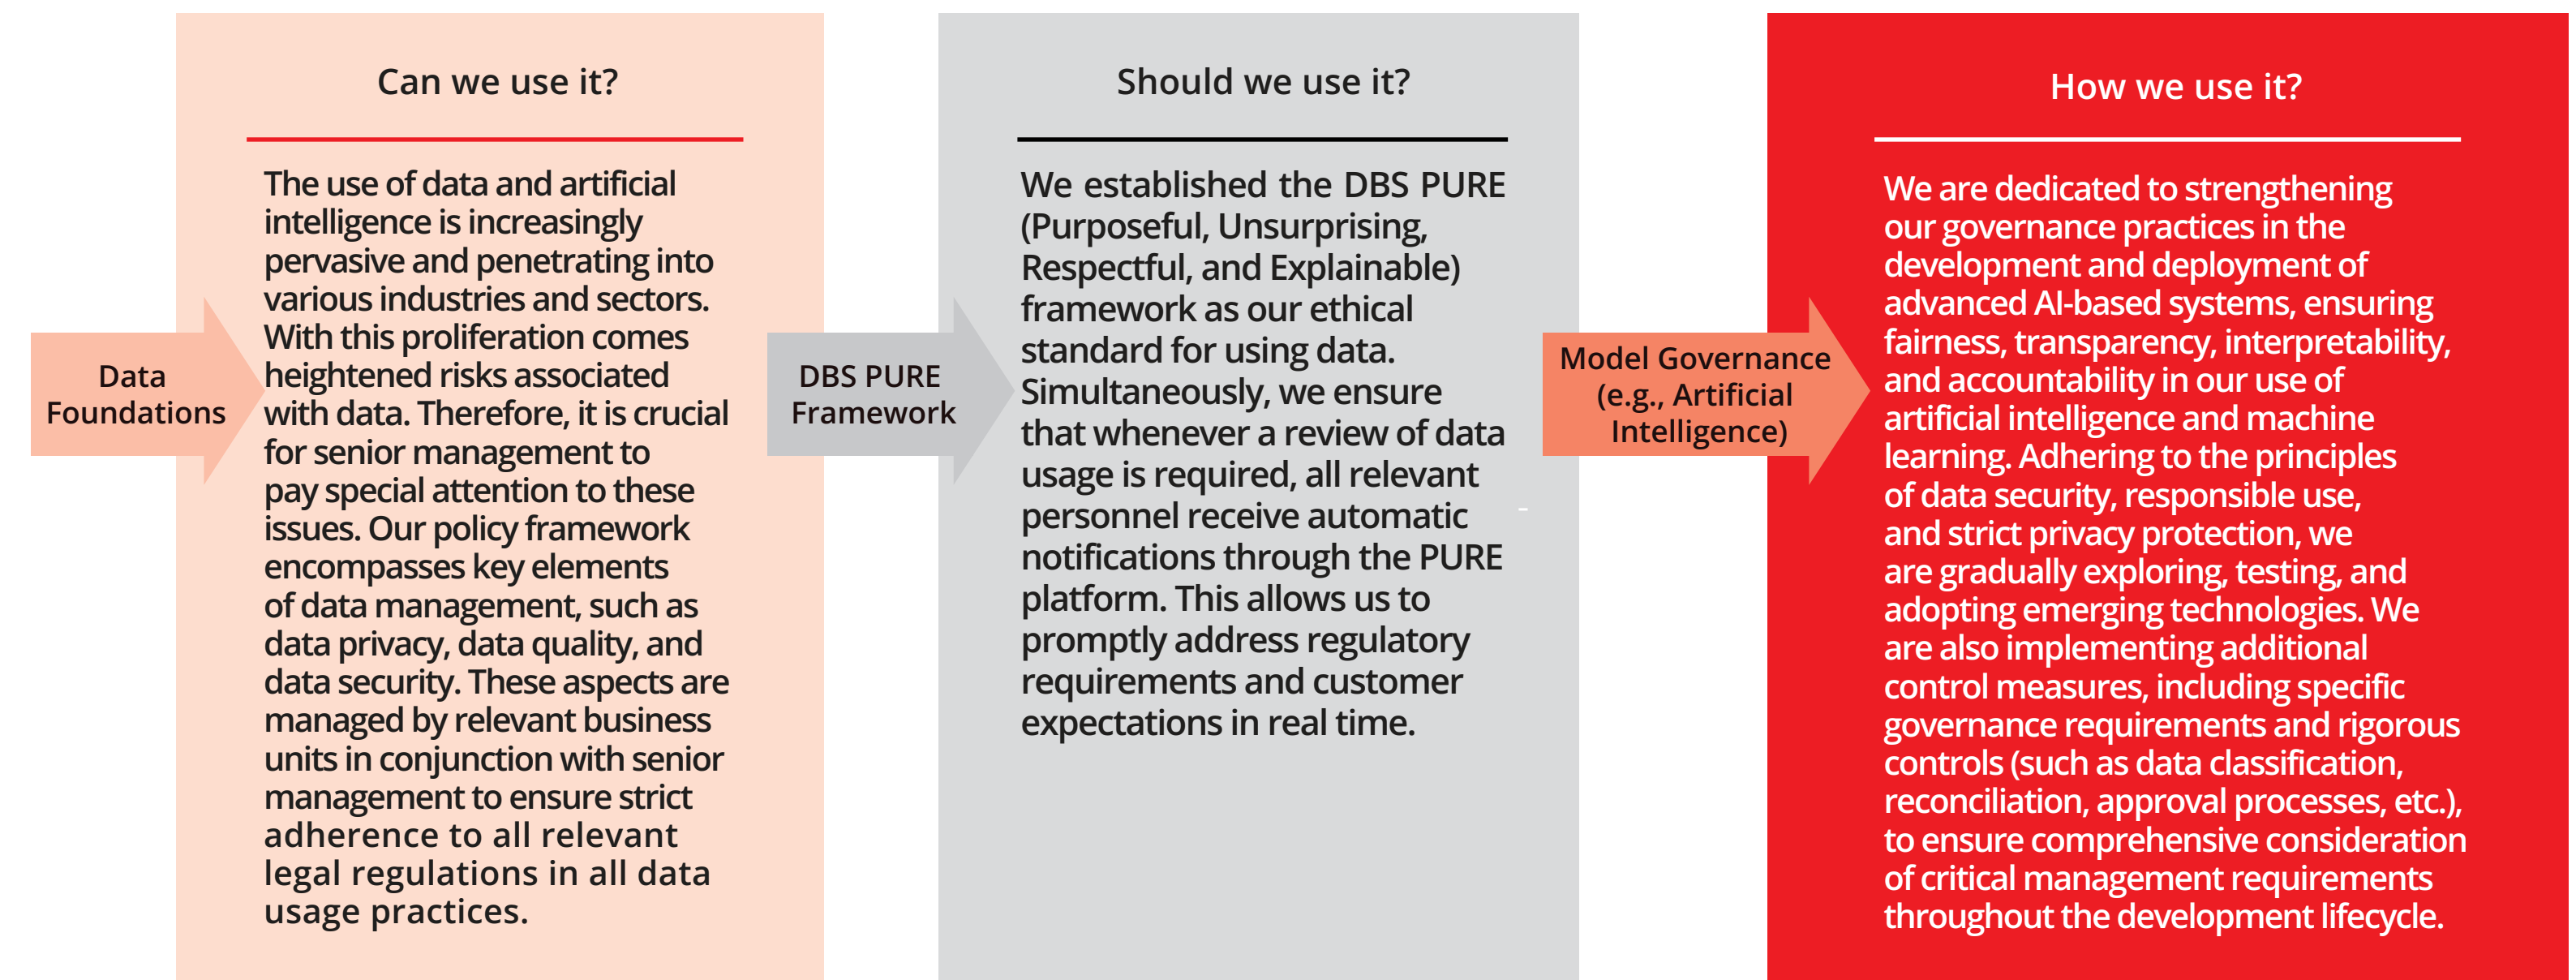 Data
Foundations
Can we use it?
The use of data and artificial
intelligence is increasingly
pervasive and penetrating into
various industries and sectors.
With this proliferation comes
heightened risks associated
with data. Therefore, it is crucial
for senior management to
pay special attention to these
issues. Our policy framework
encompasses key elements
of data management, such as
data privacy, data quality, and
data security. These aspects are
managed by relevant business
units in conjunction with senior
management to ensure strict
adherence to all relevant
legal regulations in all data
usage practices.
DBS PURE
Framework
Should we use it?
We established the DBS PURE
(Purposeful, Unsurprising,
Respectful, and Explainable)
framework as our ethical
standard for using data.
Simultaneously, we ensure
that whenever a review of data
usage is required, all relevant
personnel receive automatic
notifications through the PURE
platform. This allows us to
promptly address regulatory
requirements and customer
expectations in real time.
Model Governance
(e.g., Artificial
Intelligence)
How we use it?
We are dedicated to strengthening
our governance practices in the
development and deployment of
advanced AI-based systems, ensuring
fairness, transparency, interpretability,
and accountability in our use of
artificial intelligence and machine
learning. Adhering to the principles
of data security, responsible use,
and strict privacy protection, we
are gradually exploring, testing, and
adopting emerging technologies. We
are also implementing additional
control measures, including specific
governance requirements and rigorous
controls (such as data classification,
reconciliation, approval processes, etc.),
to ensure comprehensive consideration
of critical management requirements
throughout the development lifecycle.